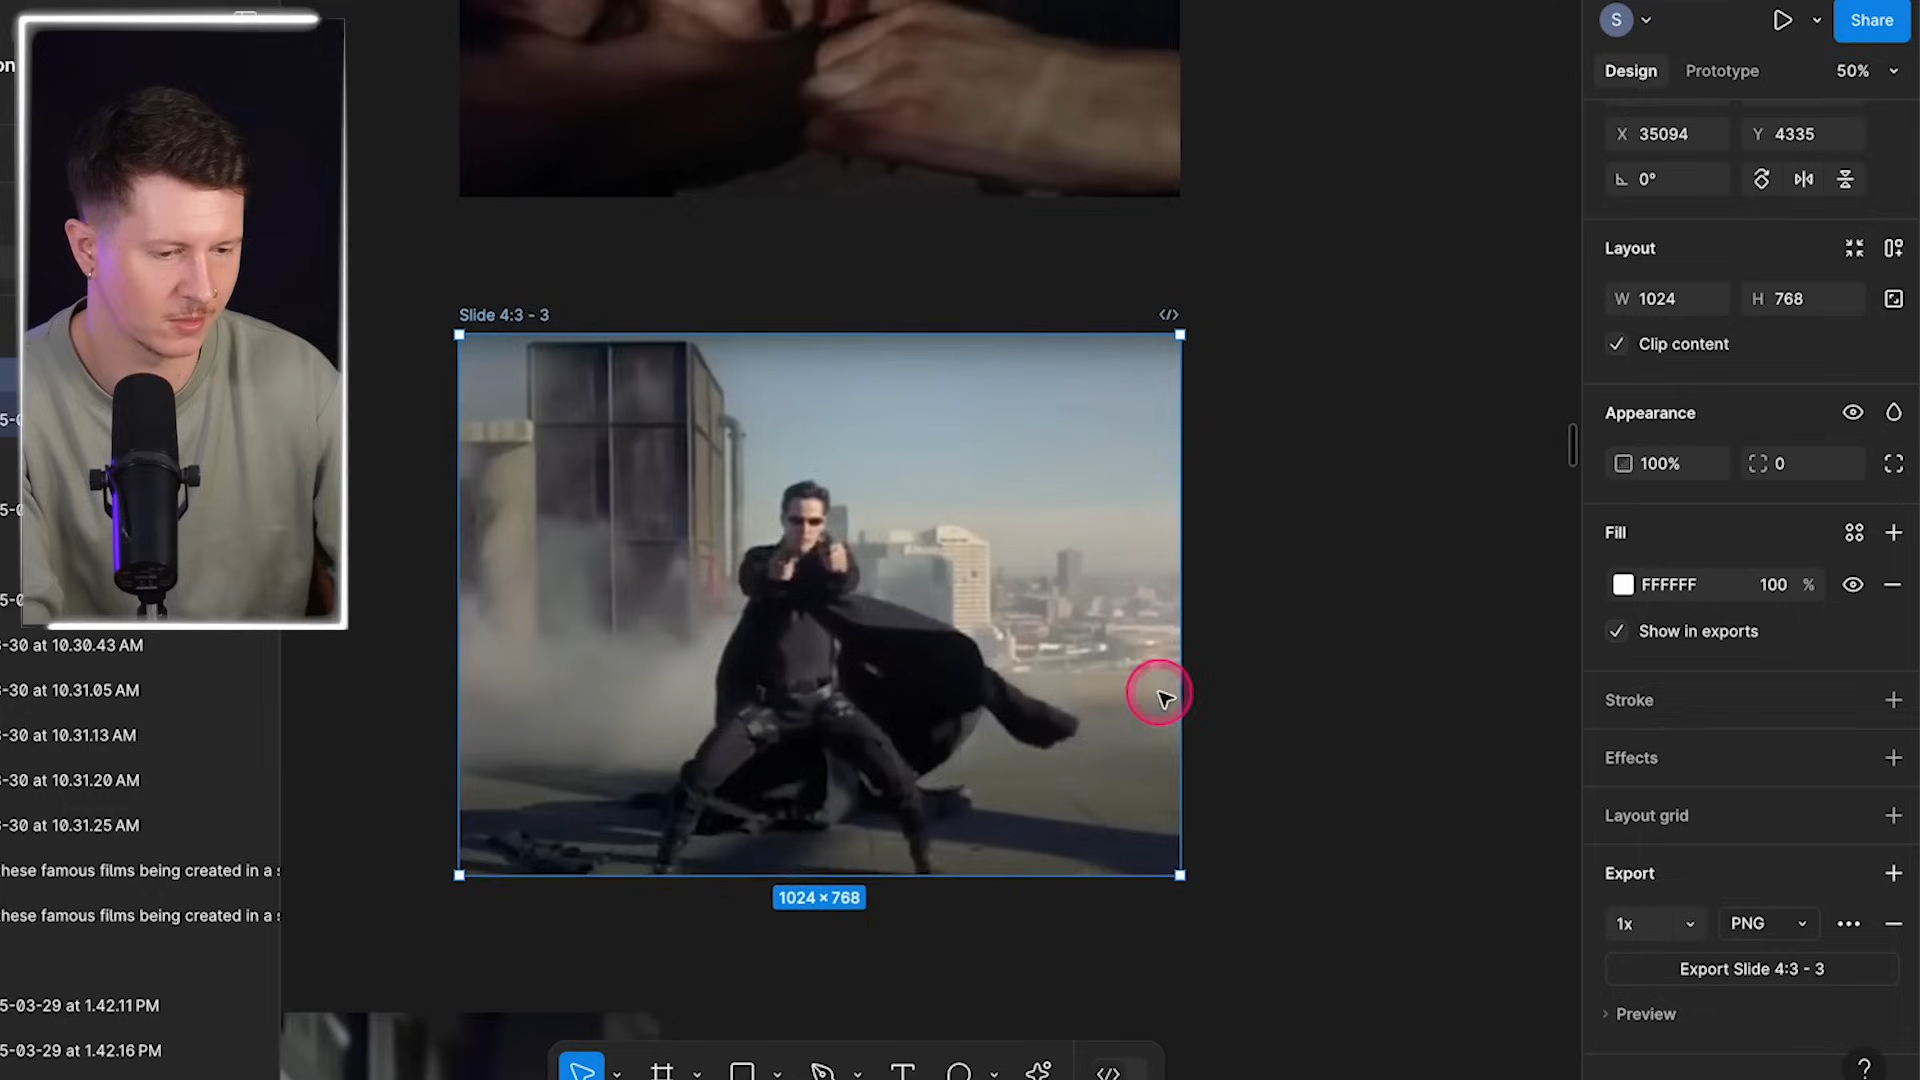 on
S
Share
Design
Prototype
50%
X 35094
Y 4335
0°
Layout
W 1024
H 768
Clip content
Slide 4:3 - 3
Appearance
100%
0
Fill
FFFFFF
100 %
Show in exports
-30 at 10.30.43 AM
-30 at 10.31.05 AM
-30 at 10.31.13 AM
-30 at 10.31.20 AM
-30 at 10.31.25 AM
hese famous films being created in a s
hese famous films being created in a s
5-03-29 at 1.42.11 PM
5-03-29 at 1.42.16 PM
1024 × 768
Stroke
Effects
Layout grid
Export
1x
PNG
Export Slide 4:3 - 3
Preview
?